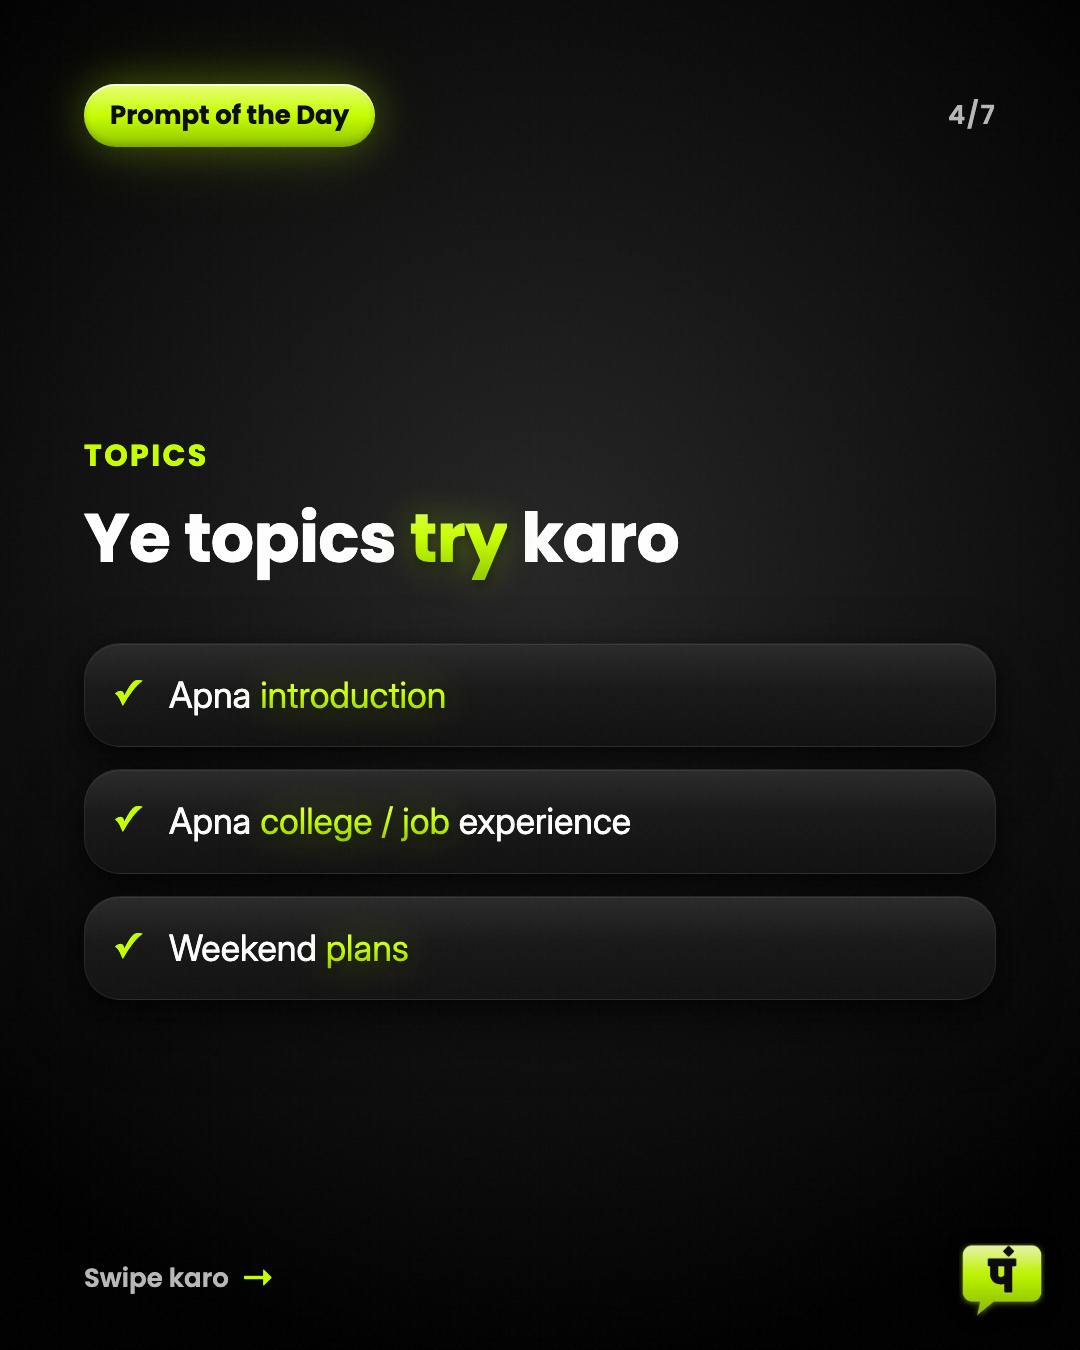 Prompt of the Day
4/7
TOPICS
Ye topics try karo
✓ Apna introduction
✓ Apna college / job experience
✓ Weekend plans
Swipe karo →
पं